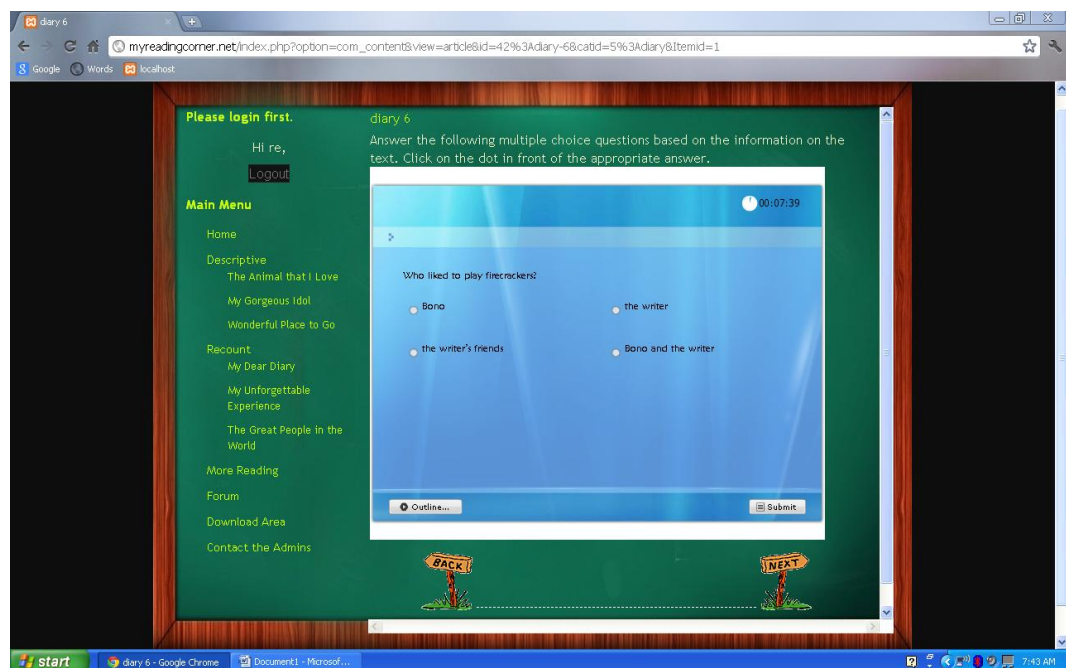 diary 6
myreadingcorner.net/index.php?option=com_content&view=article&id=42%3Adiary-6&catid=5%3Adiary&Itemid=1
Google Words localhost
Please login first.
Hi re,
Logout
Main Menu
Home
Descriptive
The Animal that I Love
My Gorgeous Idol
Wonderful Place to Go
Recount
My Dear Diary
My Unforgettable
Experience
The Great People in the
World
More Reading
Forum
Download Area
Contact the Admins
diary 6
Answer the following multiple choice questions based on the information on the
text. Click on the dot in front of the appropriate answer.
00:07:39
Who liked to play firecrackers?
Bono
the writer
the writer's friends
Bono and the writer
Outline...
Submit
BACK
NEXT
start
diary 6 - Google Chrome
Document1 - Microsof...
7:43 AM